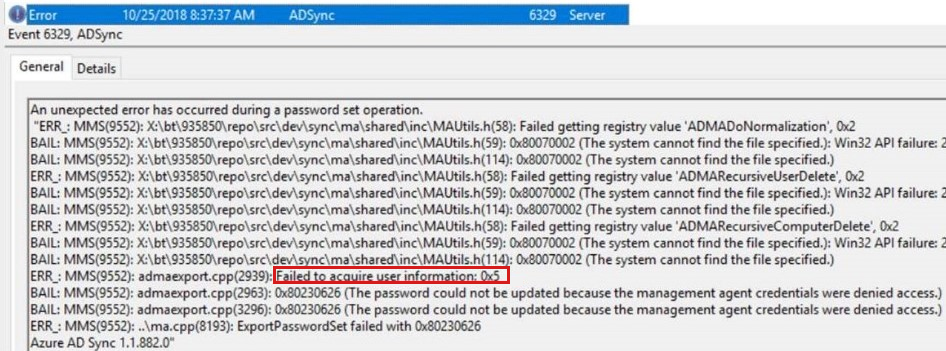 Error 10/25/2018 8:37:37 AM ADSync 6329 Server
Event 6329, ADSync
General Details
An unexpected error has occurred during a password set operation.
"ERR_: MMS(9552): X:\bt\935850\repo\src\dev\sync\ma\shared\inc\MAUtils.h(58): Failed getting registry value 'ADMADoNormalization', 0x2
BAIL: MMS(9552): X:\bt\935850\repo\src\dev\sync\ma\shared\inc\MAUtils.h(59): 0x80070002 (The system cannot find the file specified.): Win32 API failure: 2
BAIL: MMS(9552): X:\bt\935850\repo\src\dev\sync\ma\shared\inc\MAUtils.h(114): 0x80070002 (The system cannot find the file specified.)
ERR_: MMS(9552): X:\bt\935850\repo\src\dev\sync\ma\shared\inc\MAUtils.h(58): Failed getting registry value 'ADMARecursiveUserDelete', 0x2
BAIL: MMS(9552): X:\bt\935850\repo\src\dev\sync\ma\shared\inc\MAUtils.h(59): 0x80070002 (The system cannot find the file specified.): Win32 API failure: 2
BAIL: MMS(9552): X:\bt\935850\repo\src\dev\sync\ma\shared\inc\MAUtils.h(114): 0x80070002 (The system cannot find the file specified.)
ERR_: MMS(9552): X:\bt\935850\repo\src\dev\sync\ma\shared\inc\MAUtils.h(58): Failed getting registry value 'ADMARecursiveComputerDelete', 0x2
BAIL: MMS(9552): X:\bt\935850\repo\src\dev\sync\ma\shared\inc\MAUtils.h(59): 0x80070002 (The system cannot find the file specified.): Win32 API failure: 2
BAIL: MMS(9552): X:\bt\935850\repo\src\dev\sync\ma\shared\inc\MAUtils.h(114): 0x80070002 (The system cannot find the file specified.)
ERR_: MMS(9552): admaexport.cpp(2939): Failed to acquire user information: 0x5
BAIL: MMS(9552): admaexport.cpp(2963): 0x80230626 (The password could not be updated because the management agent credentials were denied access.)
BAIL: MMS(9552): admaexport.cpp(3296): 0x80230626 (The password could not be updated because the management agent credentials were denied access.)
ERR_: MMS(9552): ..\ma.cpp(8193): ExportPasswordSet failed with 0x80230626
Azure AD Sync 1.1.882.0"